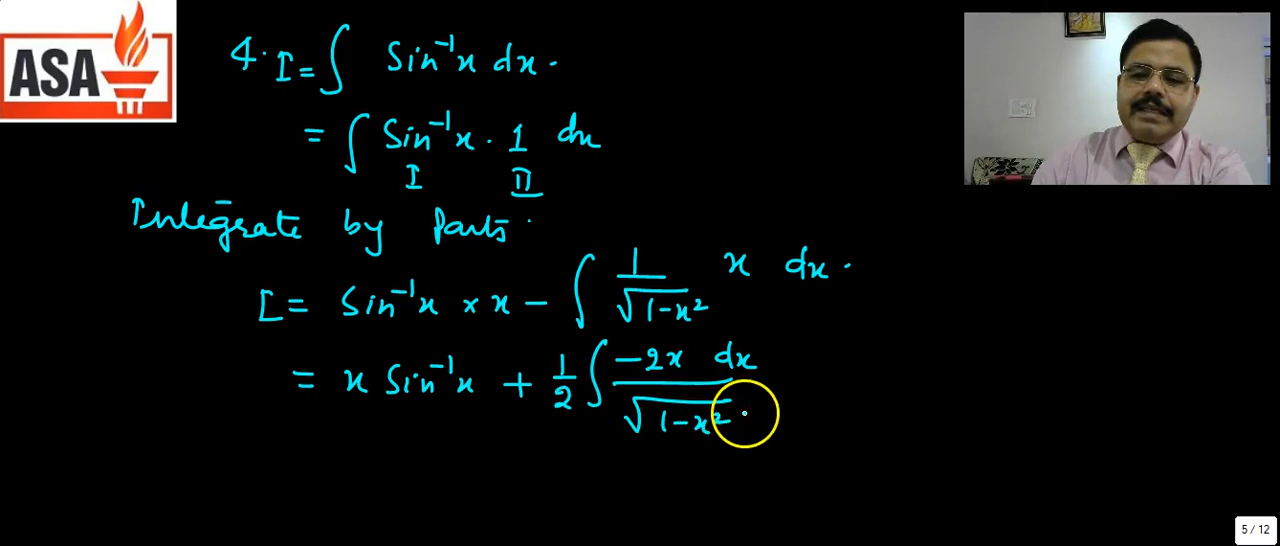 ASA
4. I = ∫ Sin⁻¹x dx.
= ∫ Sin⁻¹x . 1 dx
I II
Integrate by Parts.
I = Sin⁻¹x × x − ∫ 1/√(1−x²) x dx.
= x Sin⁻¹x + 1/2 ∫ −2x dx / √(1−x²)
5 / 12